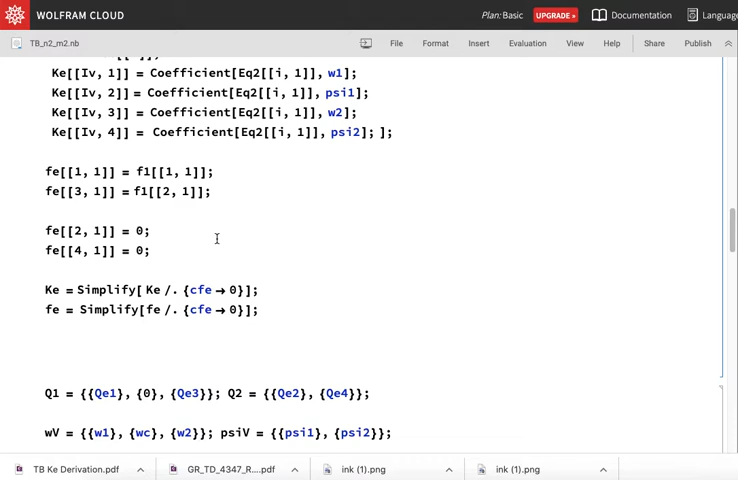 WOLFRAM CLOUD Plan: Basic UPGRADE » Documentation Language
TB_n2_m2.nb File Format Insert Evaluation View Help Share Publish
Ke[[Iv, 1]] = Coefficient[Eq2[[i, 1]], w1];
Ke[[Iv, 2]] = Coefficient[Eq2[[i, 1]], psi1];
Ke[[Iv, 3]] = Coefficient[Eq2[[i, 1]], w2];
Ke[[Iv, 4]] = Coefficient[Eq2[[i, 1]], psi2]; ];
fe[[1, 1]] = f1[[1, 1]];
fe[[3, 1]] = f1[[2, 1]];
fe[[2, 1]] = 0;
fe[[4, 1]] = 0;
Ke = Simplify[ Ke /. {cfe → 0}];
fe = Simplify[fe /. {cfe → 0}];
Q1 = {{Qe1}, {0}, {Qe3}}; Q2 = {{Qe2}, {Qe4}};
wV = {{w1}, {wc}, {w2}}; psiV = {{psi1}, {psi2}};
TB Ke Derivation.pdf GR_TD_4347_R....pdf ink (1).png ink (1).png